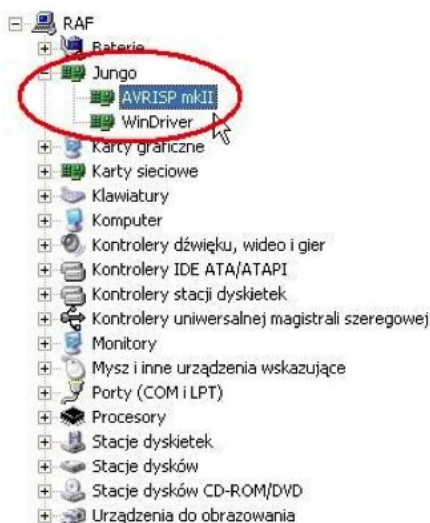 RAF
Baterie
Jungo
AVRISP mkII
WinDriver
Karty graficzne
Karty sieciowe
Klawiatury
Komputer
Kontrolery dźwięku, wideo i gier
Kontrolery IDE ATA/ATAPI
Kontrolery stacji dyskietek
Kontrolery uniwersalnej magistrali szeregowej
Monitory
Mysz i inne urządzenia wskazujące
Porty (COM i LPT)
Procesory
Stacje dyskietek
Stacje dysków
Stacje dysków CD-ROM/DVD
Urządzenia do obrazowania